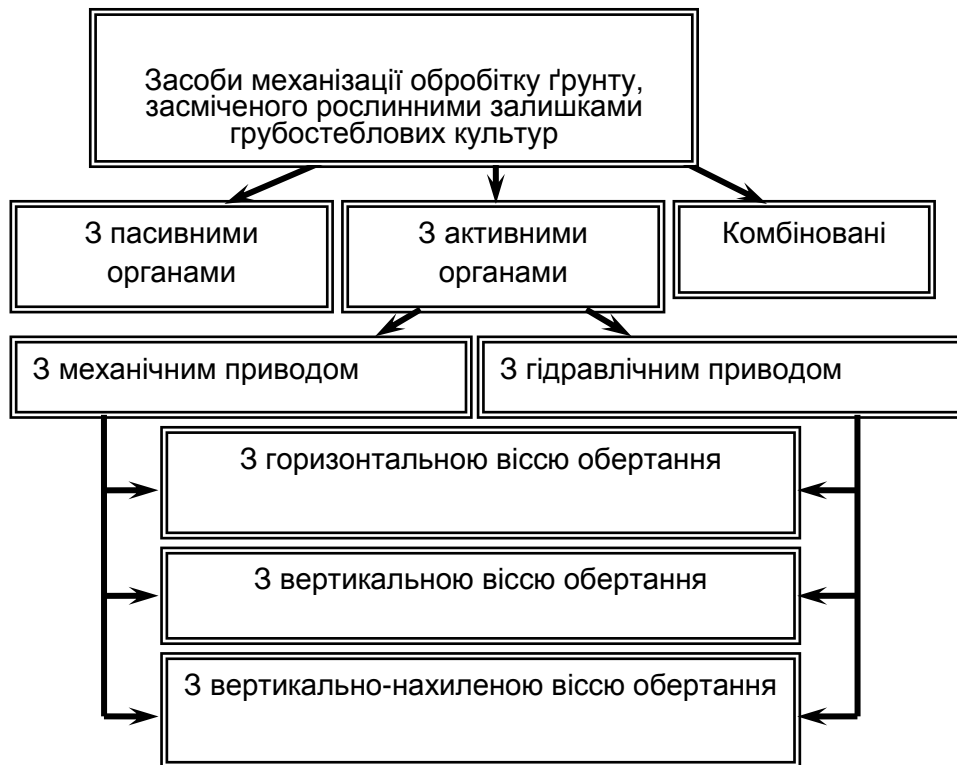 Засоби механізації обробітку ґрунту,
засміченого рослинними залишками
грубостеблових культур
З пасивними
органами
З активними
органами
Комбіновані
З механічним приводом
З гідравлічним приводом
З горизонтальною віссю обертання
З вертикальною віссю обертання
З вертикально-нахиленою віссю обертання